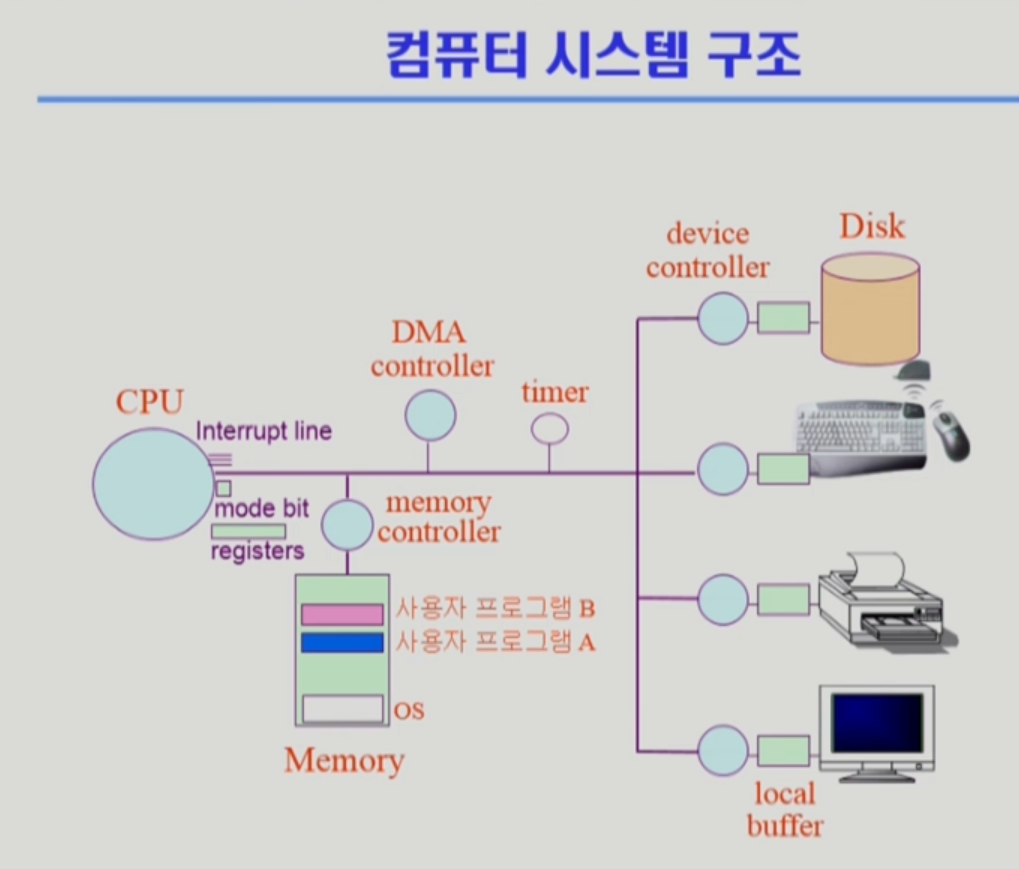 컴퓨터 시스템 구조
device
controller
Disk
DMA
controller
timer
CPU
Interrupt line
mode bit
registers
memory
controller
사용자 프로그램 B
사용자 프로그램 A
OS
Memory
local
buffer